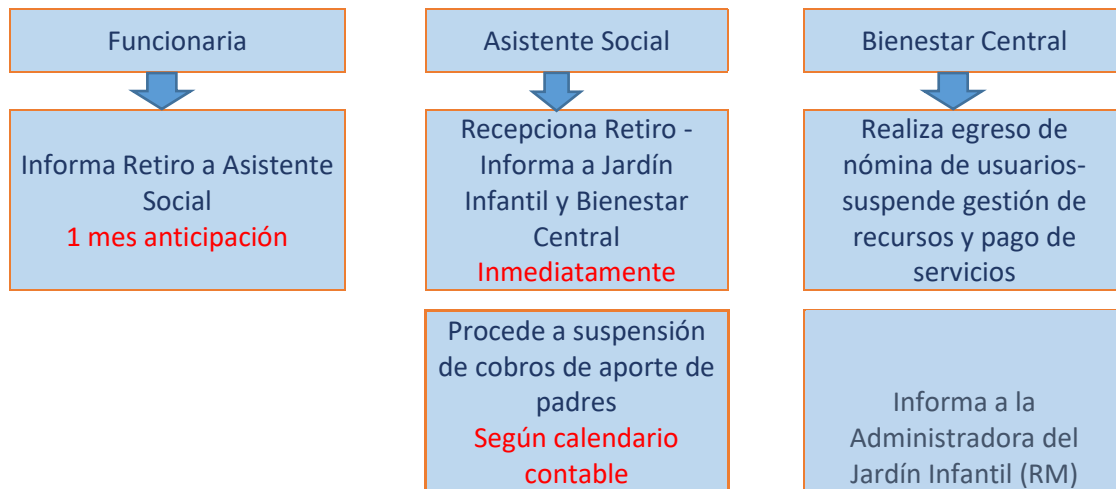 Funcionaria
Informa Retiro a Asistente
Social
1 mes anticipación
Asistente Social
Recepciona Retiro -
Informa a Jardín
Infantil y Bienestar
Central
Inmediatamente
Procede a suspensión
de cobros de aporte de
padres
Según calendario
contable
Bienestar Central
Realiza egreso de
nómina de usuarios-
suspende gestión de
recursos y pago de
servicios
Informa a la
Administradora del
Jardín Infantil (RM)